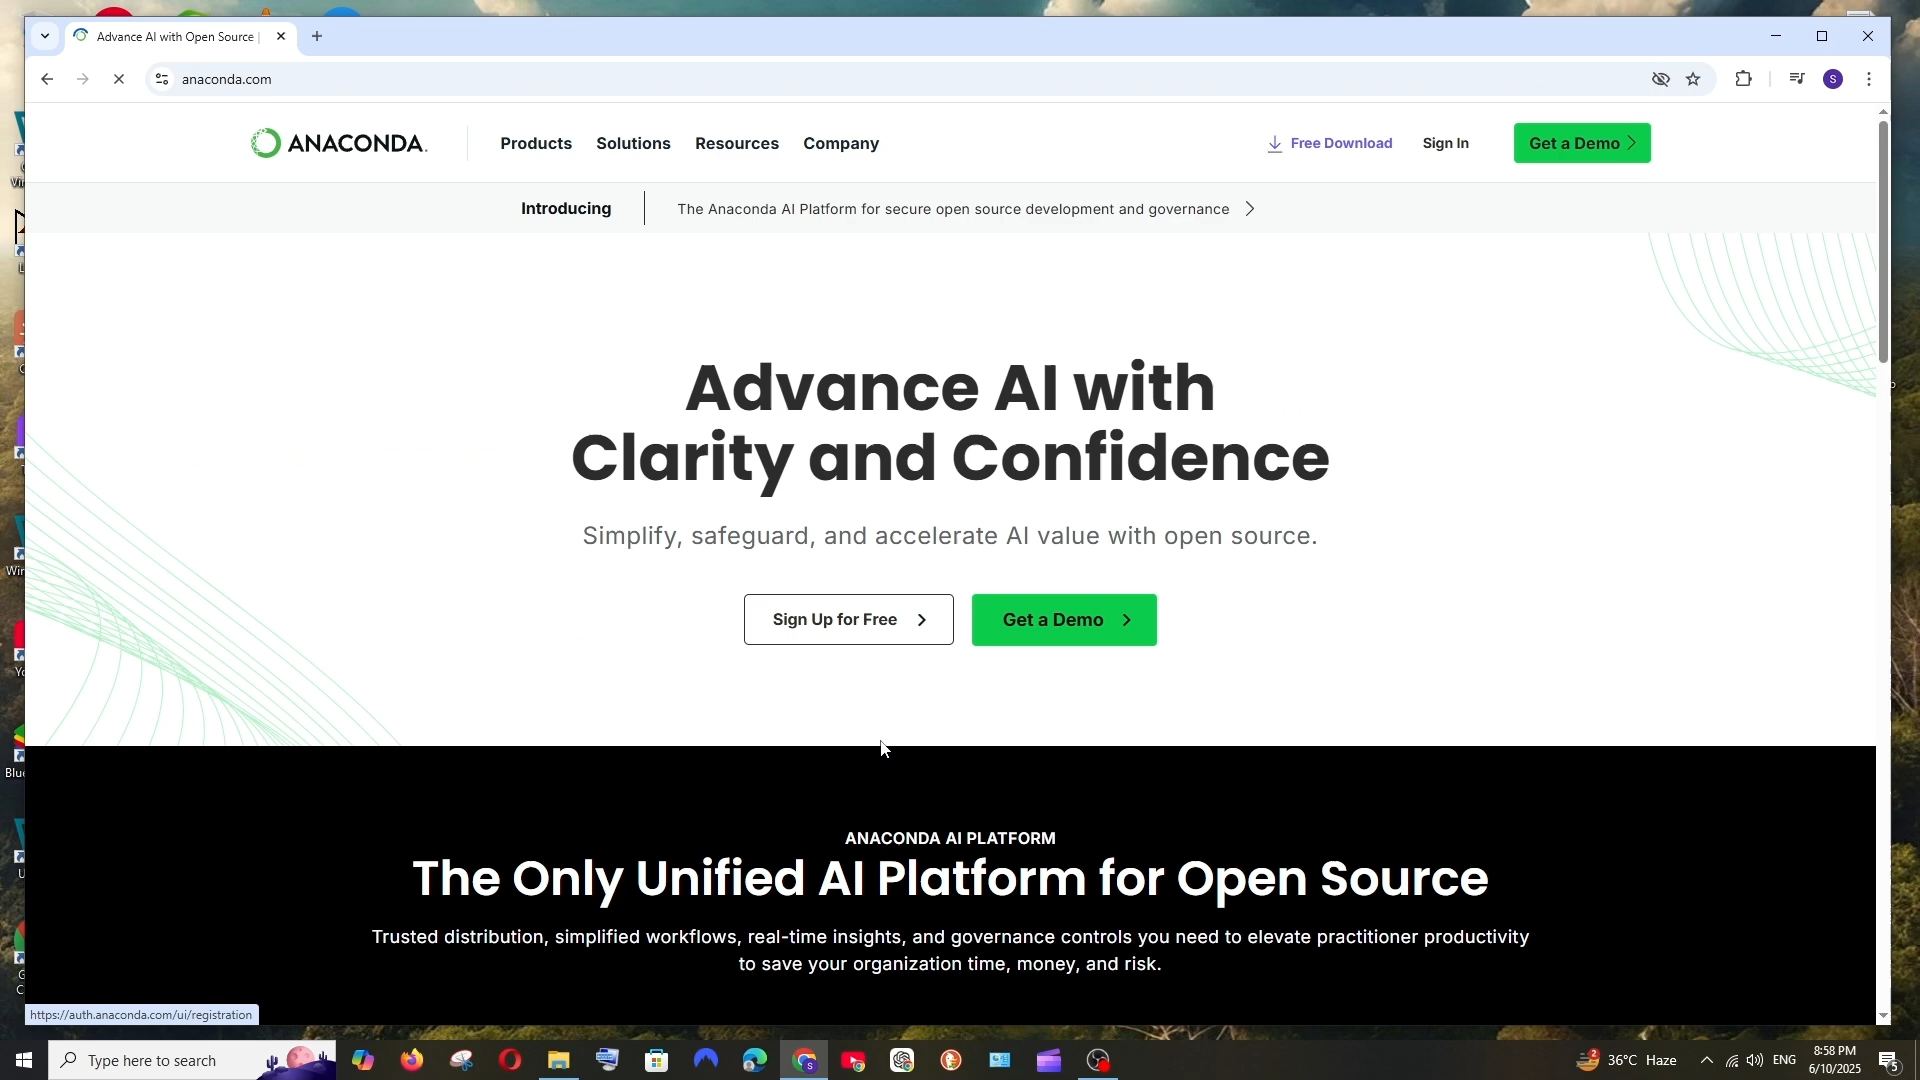 Advance AI with Open Source |
anaconda.com
S
ANACONDA.
Products
Solutions
Resources
Company
Free Download
Sign In
Get a Demo
Introducing
The Anaconda AI Platform for secure open source development and governance
Advance AI with
Clarity and Confidence
Simplify, safeguard, and accelerate AI value with open source.
Sign Up for Free
Get a Demo
ANACONDA AI PLATFORM
The Only Unified AI Platform for Open Source
Trusted distribution, simplified workflows, real-time insights, and governance controls you need to elevate practitioner productivity
to save your organization time, money, and risk.
https://auth.anaconda.com/ui/registration
Type here to search
2
36°C Haze
ENG
8:58 PM
6/10/2025
5